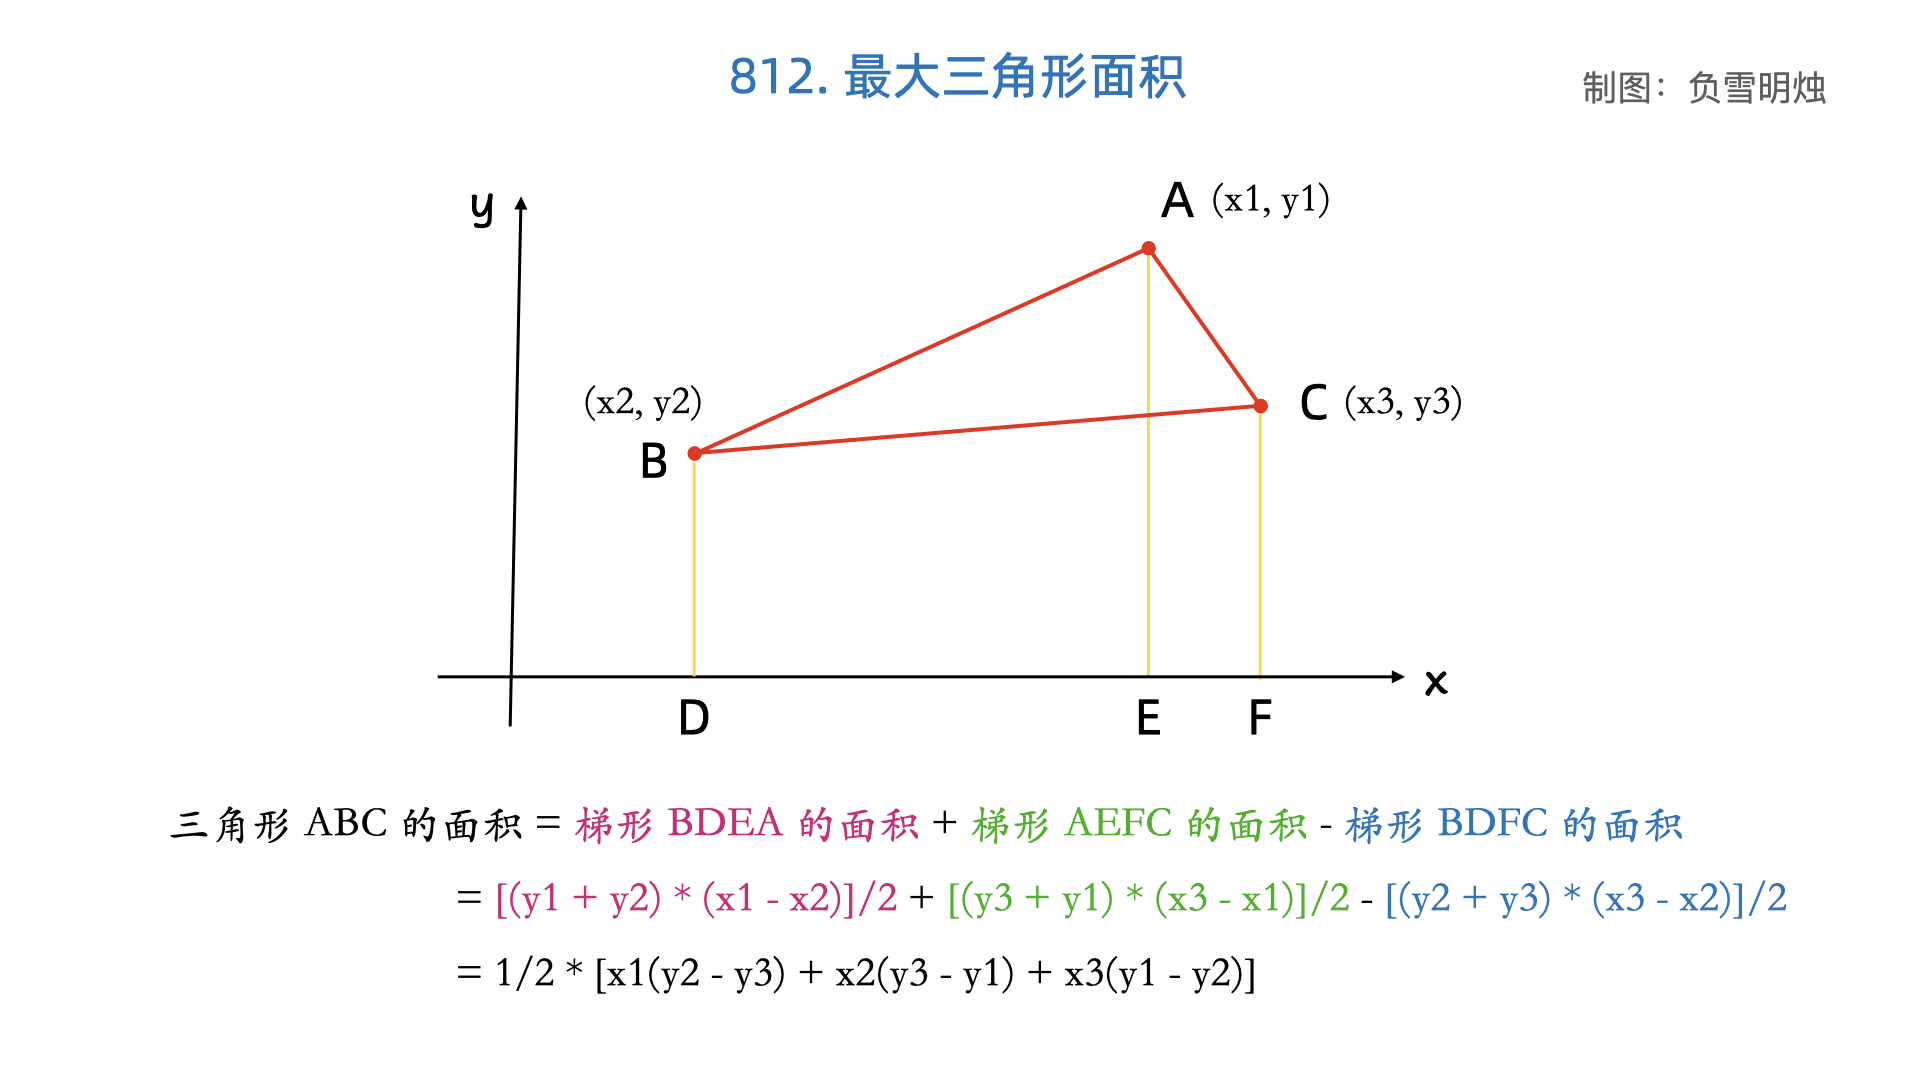 812. 最大三角形面积
制图：负雪明烛
y
A (x1, y1)
(x2, y2)
C (x3, y3)
B
x
D E F
三角形 ABC 的面积 = 梯形 BDEA 的面积 + 梯形 AEFC 的面积 - 梯形 BDFC 的面积
= [(y1 + y2) * (x1 - x2)]/2 + [(y3 + y1) * (x3 - x1)]/2 - [(y2 + y3) * (x3 - x2)]/2
= 1/2 * [x1(y2 - y3) + x2(y3 - y1) + x3(y1 - y2)]